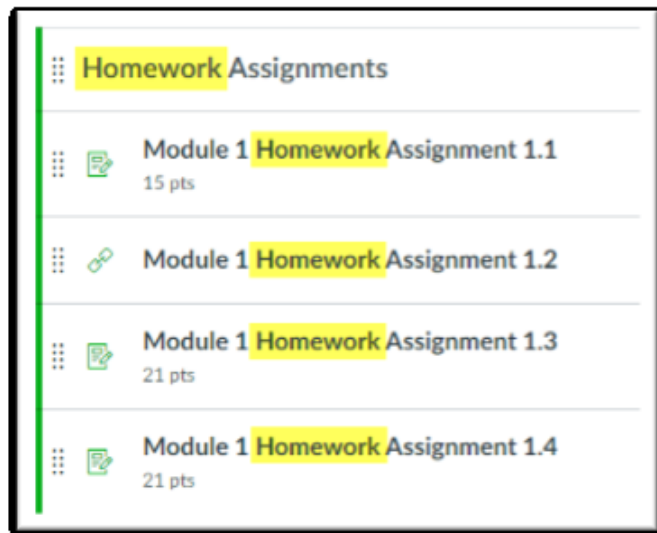 Homework Assignments
Module 1 Homework Assignment 1.1
15 pts
Module 1 Homework Assignment 1.2
Module 1 Homework Assignment 1.3
21 pts
Module 1 Homework Assignment 1.4
21 pts